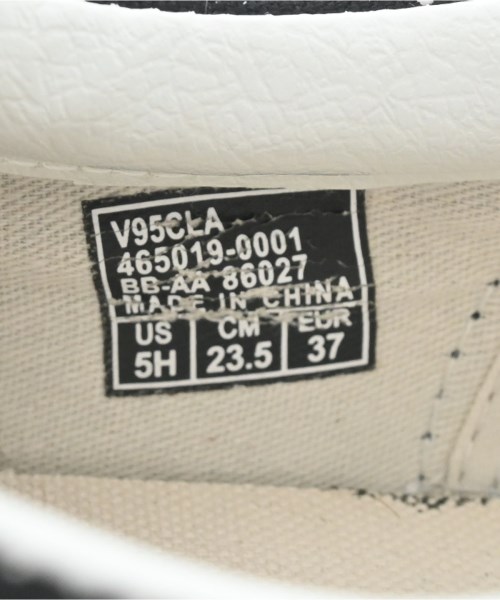 V95CLA
465019-0001
BB-AA 86027
MADE IN CHINA
US CM EUR
5H 23.5 37